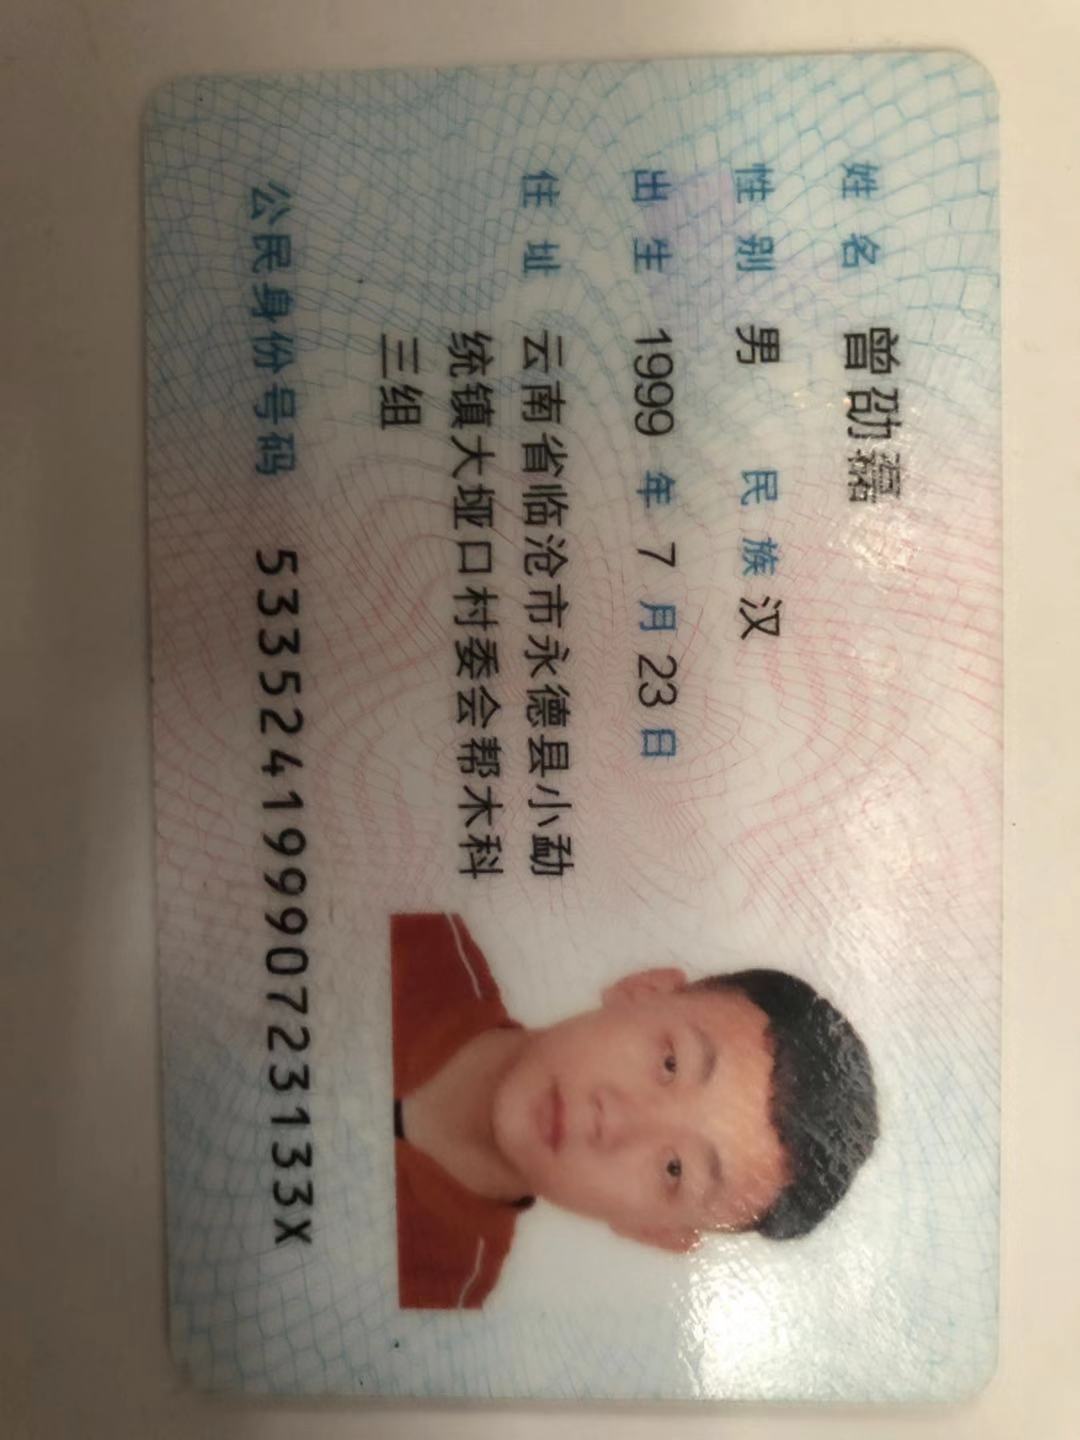 姓名 曾劭
性别 男 民族 汉
出生 1999 年 7 月 23 日
住址 云南省临沧市永德县小勐
统镇大垭口村委会帮木科
三组
公民身份号码 53352419990723133X